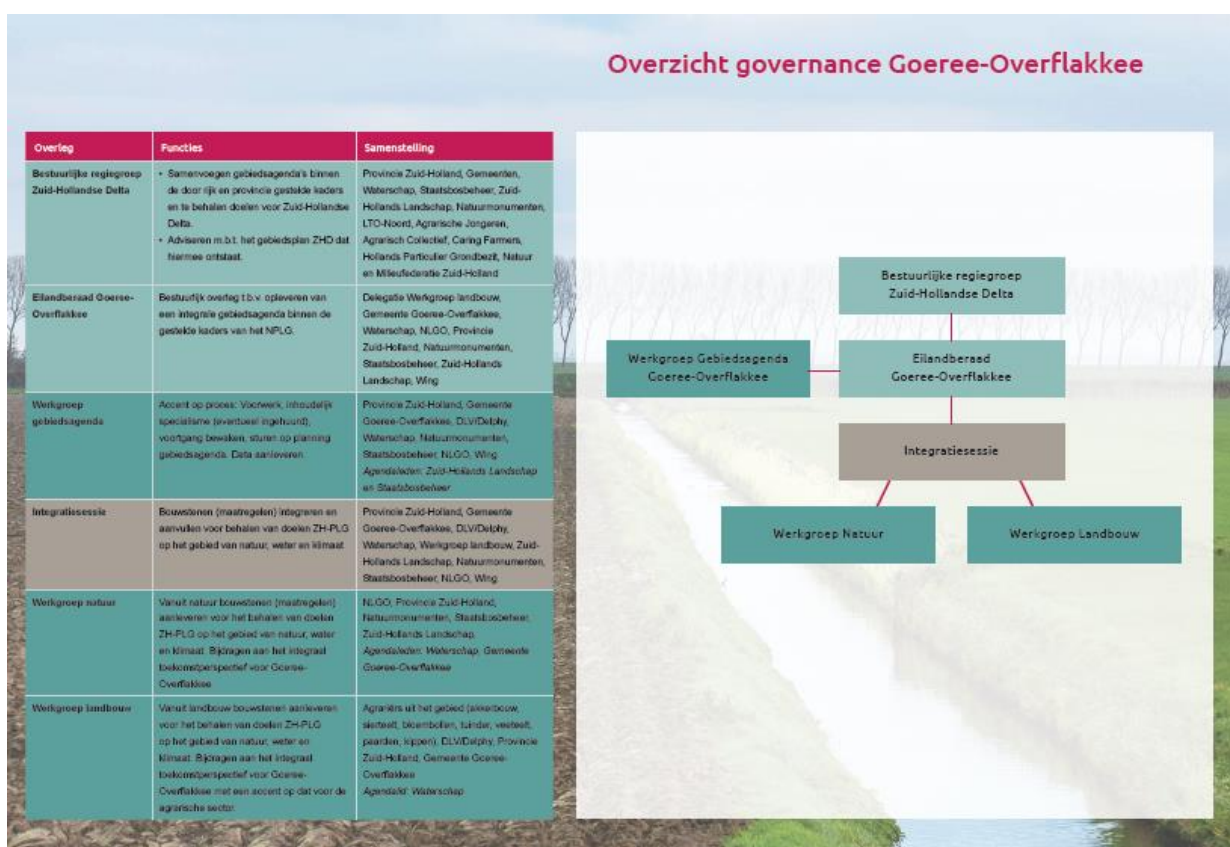 Overzicht governance Goeree-Overflakkee
Overleg
Functies
Samenstelling
Bestuurlijke regiegroep
Zuid-Hollandse Delta
• Samenvoegen gebiedsagenda's binnen
de door rijk en provincie gestelde kaders
en te behalen doelen voor Zuid-Hollandse
Delta.
• Adviseren m.b.t. het gebiedsplan ZHD dat
hiermee ontstaat.
Provincie Zuid-Holland, Gemeenten,
Waterschap, Staatsbosbeheer, Zuid-
Hollands Landschap, Natuurmonumenten,
LTO-Noord, Agrarische Jongeren,
Agrarisch Collectief, Caring Farmers,
Hollands Particulier Grondbezit, Natuur
en Milieufederatie Zuid-Holland
Eilandberaad Goeree-
Overflakkee
Bestuurlijk overleg t.b.v. opleveren van
een integrale gebiedsagenda binnen de
gestelde kaders van het NPLG.
Delegatie Werkgroep landbouw,
Gemeente Goeree-Overflakkee,
Waterschap, NLGO, Provincie
Zuid-Holland, Natuurmonumenten,
Staatsbosbeheer, Zuid-Hollands
Landschap, Wing
Werkgroep
gebiedsagenda
Accent op proces: Voorwerk, inhoudelijk
specialisme (eventueel ingehuurd),
voortgang bewaken, sturen op planning
gebiedsagenda. Data aanleveren.
Provincie Zuid-Holland, Gemeente
Goeree-Overflakkee, DLV/Delphy,
Waterschap, Natuurmonumenten,
Staatsbosbeheer, NLGO, Wing
Agendaleden: Zuid-Hollands Landschap
en Staatsbosbeheer
Integratiesessie
Bouwstenen (maatregelen) integreren en
aanvullen voor behalen van doelen ZH-PLG
op het gebied van natuur, water en klimaat
Provincie Zuid-Holland, Gemeente
Goeree-Overflakkee, DLV/Delphy,
Waterschap, Werkgroep landbouw, Zuid-
Hollands Landschap, Natuurmonumenten,
Staatsbosbeheer, NLGO, Wing
Werkgroep natuur
Vanuit natuur bouwstenen (maatregelen)
aanleveren voor het behalen van doelen
ZH-PLG op het gebied van natuur, water
en klimaat. Bijdragen aan het integraal
toekomstperspectief voor Goeree-
Overflakkee
NLGO, Provincie Zuid-Holland,
Natuurmonumenten, Staatsbosbeheer,
Zuid-Hollands Landschap,
Agendaleden: Waterschap, Gemeente
Goeree-Overflakkee
Werkgroep landbouw
Vanuit landbouw bouwstenen aanleveren
voor het behalen van doelen ZH-PLG
op het gebied van natuur, water en
klimaat. Bijdragen aan het integraal
toekomstperspectief voor Goeree-
Overflakkee met een accent op dat voor de
agrarische sector.
Agrariërs uit het gebied (akkerbouw,
sierteelt, bloembollen, tuinder, veeteelt,
paarden, kippen), DLV/Delphy, Provincie
Zuid-Holland, Gemeente Goeree-
Overflakkee
Agendalid: Waterschap
Bestuurlijke regiegroep
Zuid-Hollandse Delta
Werkgroep Gebiedsagenda
Goeree-Overflakkee
Eilandberaad
Goeree-Overflakkee
Integratiesessie
Werkgroep Natuur
Werkgroep Landbouw